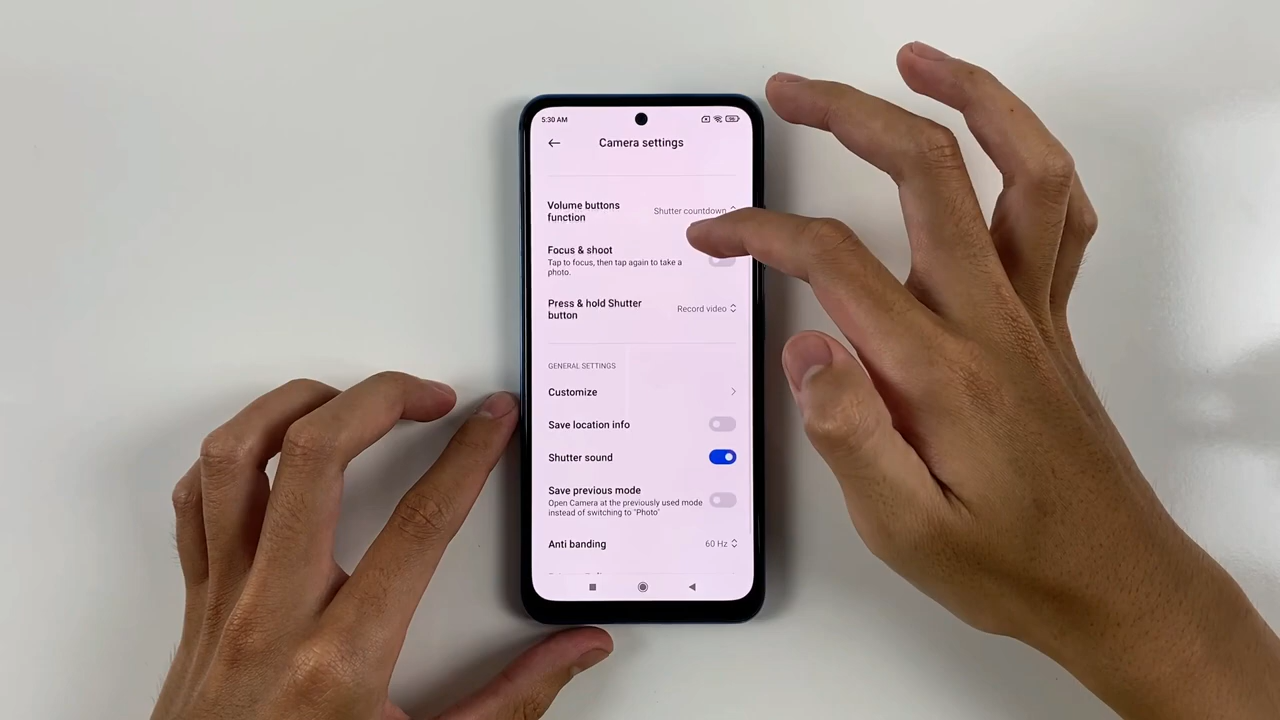 5:30 AM
Camera settings
Volume buttons
function
Shutter countdown
Focus & shoot
Tap to focus, then tap again to take a
photo.
Press & hold Shutter
button
Record video
GENERAL SETTINGS
Customize
Save location info
Shutter sound
Save previous mode
Open Camera at the previously used mode
instead of switching to "Photo"
Anti banding
60 Hz